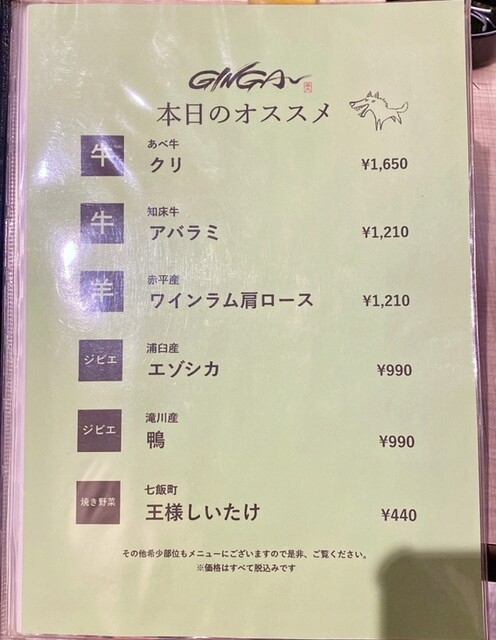 GINGA
本日のオススメ
牛
あべ牛
クリ
¥1,650
牛
知床牛
アバラミ
¥1,210
羊
赤平産
ワインラム肩ロース
¥1,210
ジビエ
浦臼産
エゾシカ
¥990
ジビエ
滝川産
鴨
¥990
焼き野菜
七飯町
王様しいたけ
¥440
その他希少部位もメニューにございますので是非、ご覧ください。
※価格はすべて税込みです